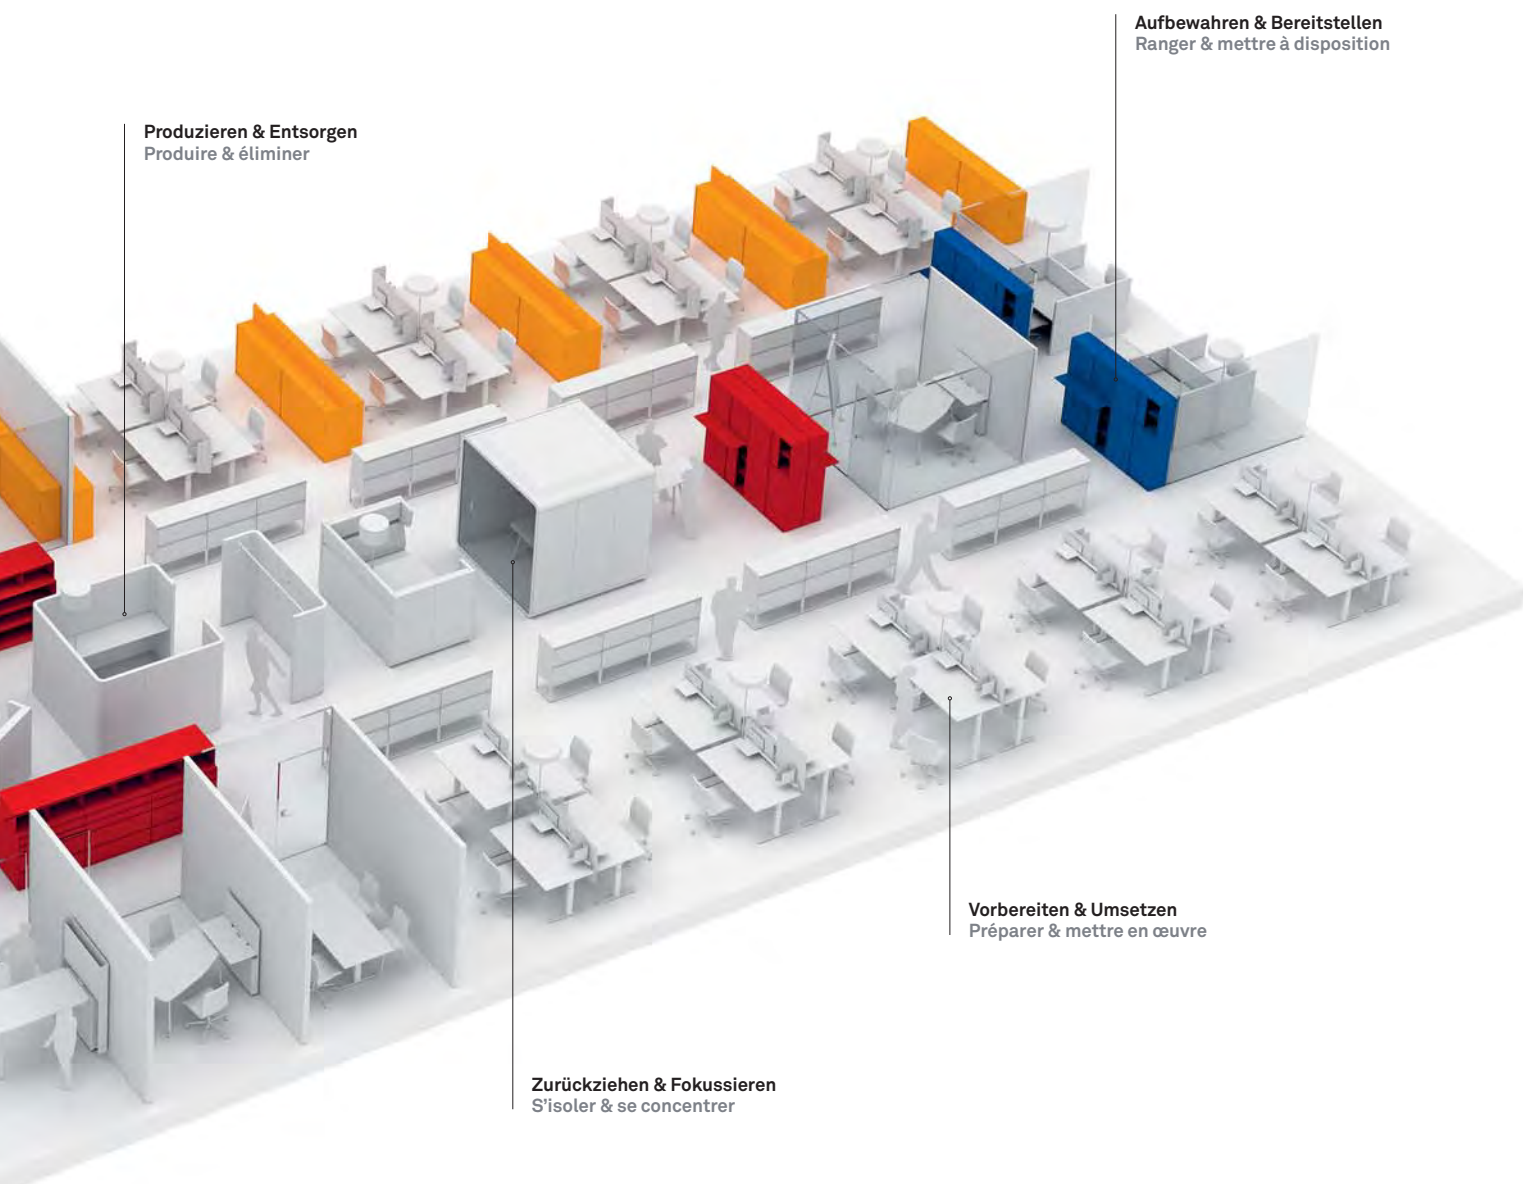 Aufbewahren & Bereitstellen
Ranger & mettre à disposition
Produzieren & Entsorgen
Produire & éliminer
Vorbereiten & Umsetzen
Préparer & mettre en œuvre
Zurückziehen & Fokussieren
S’isoler & se concentrer